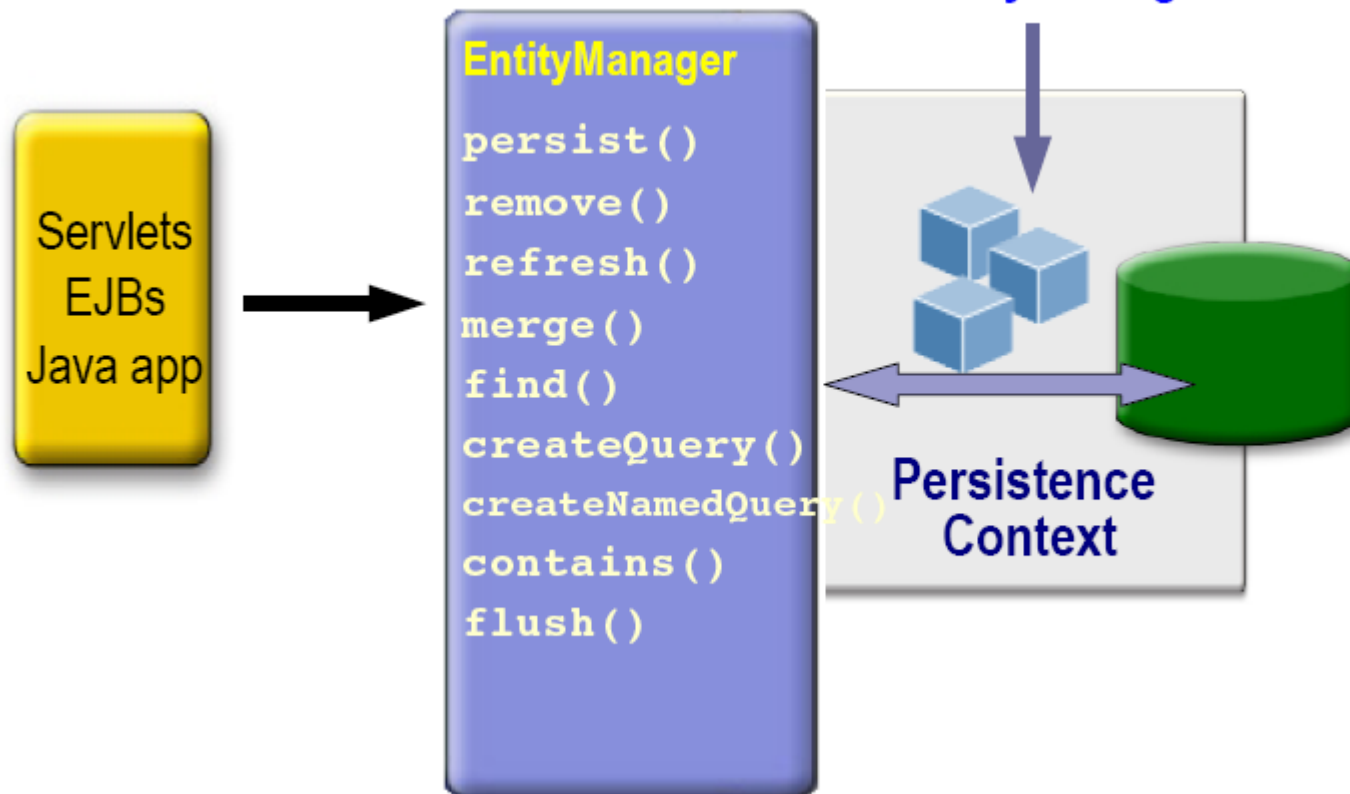 EntityManager
persist()
remove()
refresh()
merge()
find()
createQuery()
createNamedQuery()
contains()
flush()
Servlets
EJBs
Java app
Persistence
Context